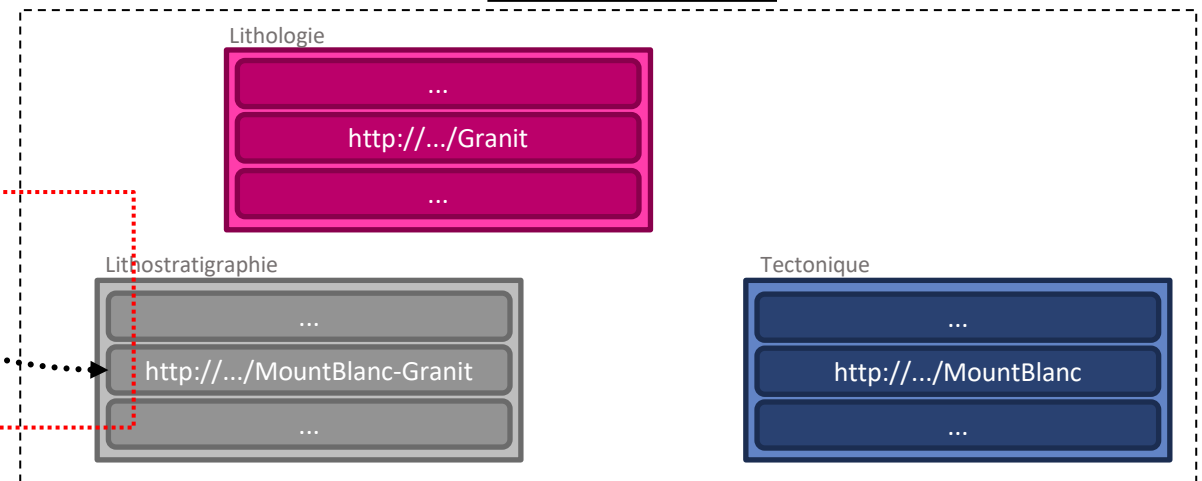 Lithologie
...
http://.../Granit
...
Lithostratigraphie
...
http://.../MountBlanc-Granit
...
Tectonique
...
http://.../MountBlanc
...